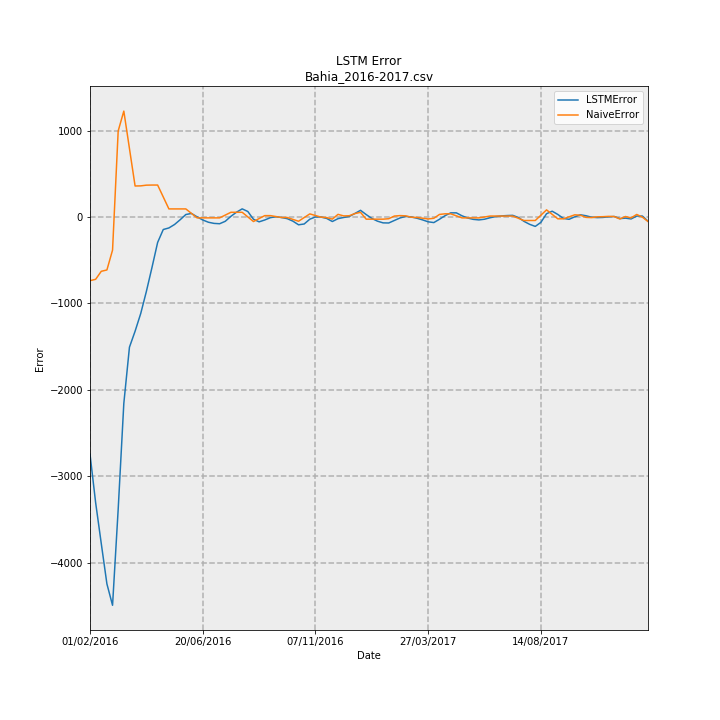 LSTM Error
Bahia_2016-2017.csv
LSTMError
NaiveError
1000
0
−1000
−2000
−3000
−4000
Error
01/02/2016
20/06/2016
07/11/2016
27/03/2017
14/08/2017
Date